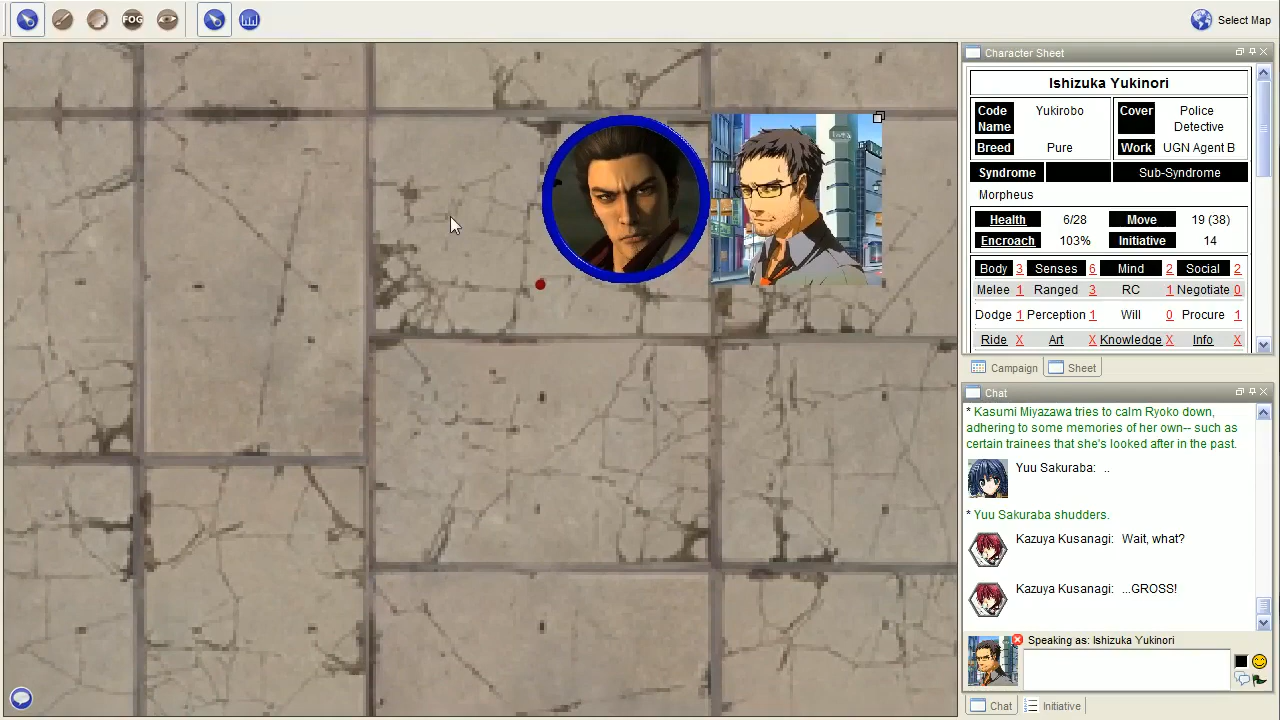 FOG
Select Map
Character Sheet
Ishizuka Yukinori
Code Name
Yukirobo
Cover
Police Detective
Breed
Pure
Work
UGN Agent B
Syndrome
Sub-Syndrome
Morpheus
Health
6/28
Move
19 (38)
Encroach
103%
Initiative
14
Body 3 Senses 6 Mind 2 Social 2
Melee 1 Ranged 3 RC 1 Negotiate 0
Dodge 1 Perception 1 Will 0 Procure 1
Ride X Art X Knowledge X Info X
Campaign
Sheet
Chat
* Kasumi Miyazawa tries to calm Ryoko down,
adhering to some memories of her own-- such as
certain trainees that she's looked after in the past.
Yuu Sakuraba: ..
* Yuu Sakuraba shudders.
Kazuya Kusanagi: Wait, what?
Kazuya Kusanagi: ...GROSS!
Speaking as: Ishizuka Yukinori
Chat
Initiative